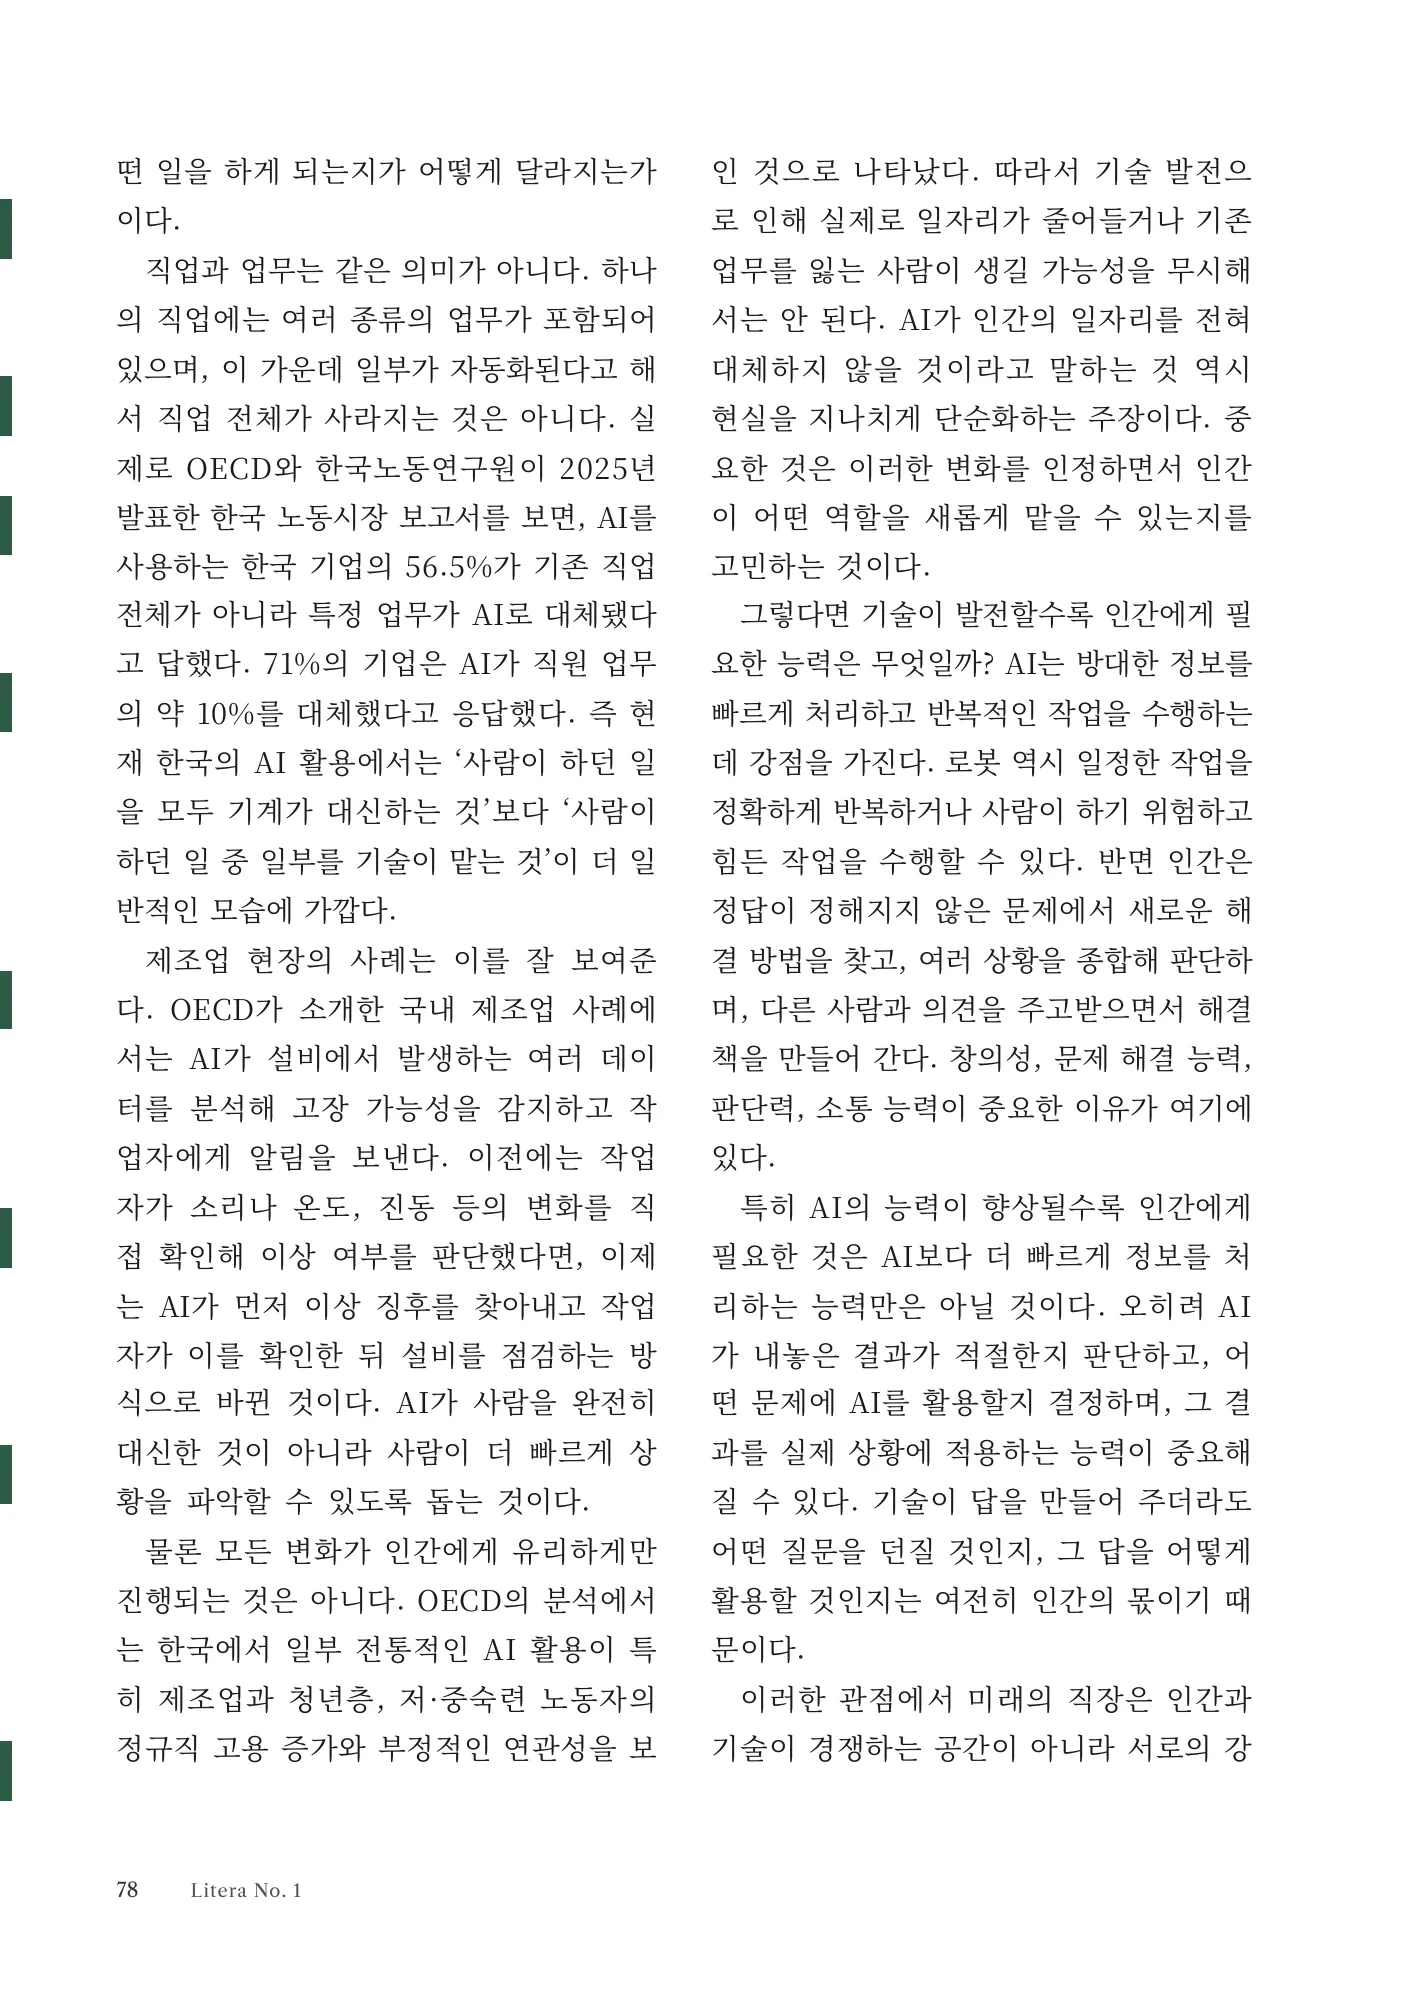 떤 일을 하게 되는지가 어떻게 달라지는가
이다.
직업과 업무는 같은 의미가 아니다. 하나
의 직업에는 여러 종류의 업무가 포함되어
있으며, 이 가운데 일부가 자동화된다고 해
서 직업 전체가 사라지는 것은 아니다. 실
제로 OECD와 한국노동연구원이 2025년
발표한 한국 노동시장 보고서를 보면, AI를
사용하는 한국 기업의 56.5%가 기존 직업
전체가 아니라 특정 업무가 AI로 대체됐다
고 답했다. 71%의 기업은 AI가 직원 업무
의 약 10%를 대체했다고 응답했다. 즉 현
재 한국의 AI 활용에서는 ‘사람이 하던 일
을 모두 기계가 대신하는 것’보다 ‘사람이
하던 일 중 일부를 기술이 맡는 것’이 더 일
반적인 모습에 가깝다.
제조업 현장의 사례는 이를 잘 보여준
다. OECD가 소개한 국내 제조업 사례에
서는 AI가 설비에서 발생하는 여러 데이
터를 분석해 고장 가능성을 감지하고 작
업자에게 알림을 보낸다. 이전에는 작업
자가 소리나 온도, 진동 등의 변화를 직
접 확인해 이상 여부를 판단했다면, 이제
는 AI가 먼저 이상 징후를 찾아내고 작업
자가 이를 확인한 뒤 설비를 점검하는 방
식으로 바뀐 것이다. AI가 사람을 완전히
대신한 것이 아니라 사람이 더 빠르게 상
황을 파악할 수 있도록 돕는 것이다.
물론 모든 변화가 인간에게 유리하게만
진행되는 것은 아니다. OECD의 분석에서
는 한국에서 일부 전통적인 AI 활용이 특
히 제조업과 청년층, 저·중숙련 노동자의
정규직 고용 증가와 부정적인 연관성을 보
인 것으로 나타났다. 따라서 기술 발전으
로 인해 실제로 일자리가 줄어들거나 기존
업무를 잃는 사람이 생길 가능성을 무시해
서는 안 된다. AI가 인간의 일자리를 전혀
대체하지 않을 것이라고 말하는 것 역시
현실을 지나치게 단순화하는 주장이다. 중
요한 것은 이러한 변화를 인정하면서 인간
이 어떤 역할을 새롭게 맡을 수 있는지를
고민하는 것이다.
그렇다면 기술이 발전할수록 인간에게 필
요한 능력은 무엇일까? AI는 방대한 정보를
빠르게 처리하고 반복적인 작업을 수행하는
데 강점을 가진다. 로봇 역시 일정한 작업을
정확하게 반복하거나 사람이 하기 위험하고
힘든 작업을 수행할 수 있다. 반면 인간은
정답이 정해지지 않은 문제에서 새로운 해
결 방법을 찾고, 여러 상황을 종합해 판단하
며, 다른 사람과 의견을 주고받으면서 해결
책을 만들어 간다. 창의성, 문제 해결 능력,
판단력, 소통 능력이 중요한 이유가 여기에
있다.
특히 AI의 능력이 향상될수록 인간에게
필요한 것은 AI보다 더 빠르게 정보를 처
리하는 능력만은 아닐 것이다. 오히려 AI
가 내놓은 결과가 적절한지 판단하고, 어
떤 문제에 AI를 활용할지 결정하며, 그 결
과를 실제 상황에 적용하는 능력이 중요해
질 수 있다. 기술이 답을 만들어 주더라도
어떤 질문을 던질 것인지, 그 답을 어떻게
활용할 것인지는 여전히 인간의 몫이기 때
문이다.
이러한 관점에서 미래의 직장은 인간과
기술이 경쟁하는 공간이 아니라 서로의 강
78 Litera No. 1